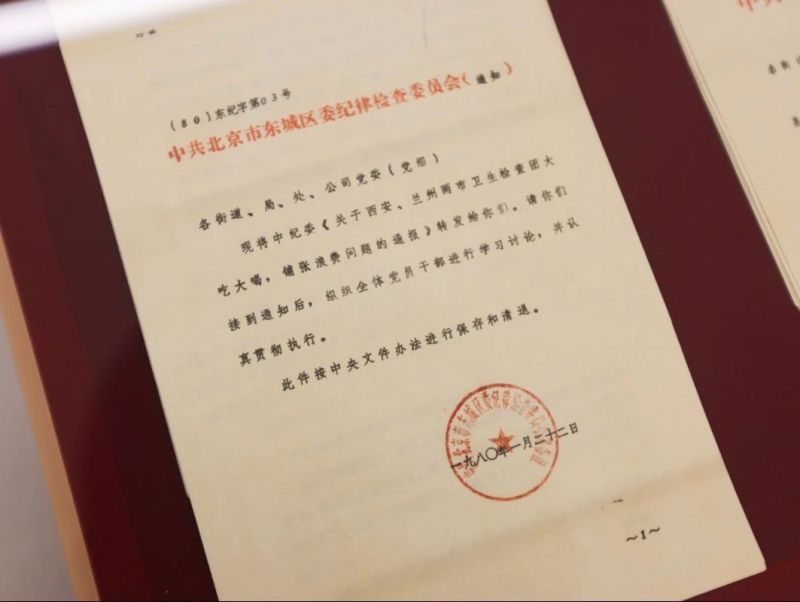 （80）东纪字第03号
中共北京市东城区委纪律检查委员会（通知）
各街道、局、处、公司党委（党组）
现将中纪委《关于西安、兰州两市卫生检查团大
吃大喝，铺张浪费问题的通报》转发给你们。请你们
接到通知后，组织全体党员干部进行学习讨论，并认
真贯彻执行。
此件按中央文件办法进行保存和清退。
一九八〇年一月二十二日
～1～